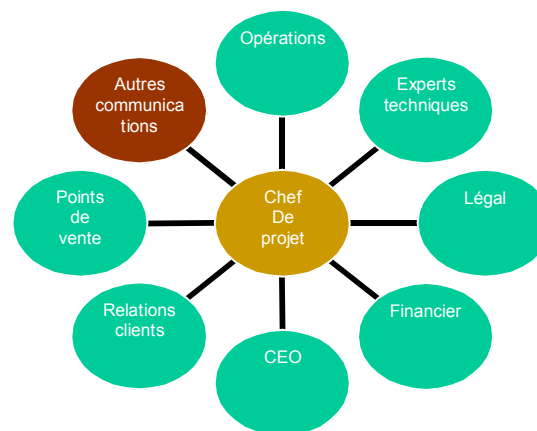 Opérations
Autres
communica
tions
Experts
techniques
Points
de
vente
Chef
De
projet
Légal
Relations
clients
Financier
CEO